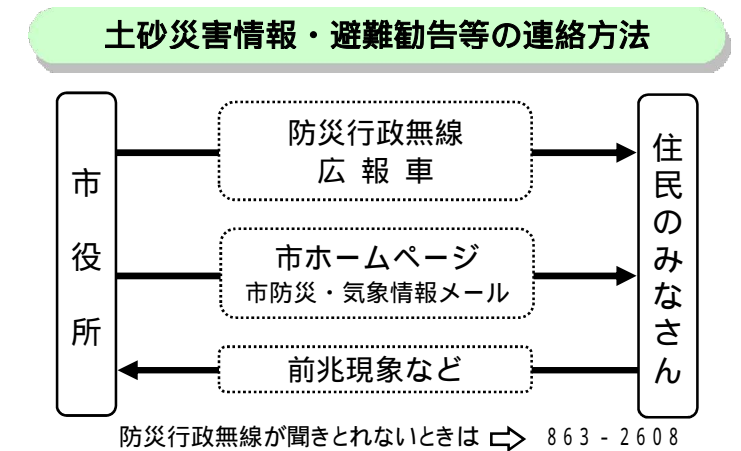 土砂災害情報・避難勧告等の連絡方法
市役所
防災行政無線
広報車
市ホームページ
市防災・気象情報メール
前兆現象など
住民のみなさん
防災行政無線が聞きとれないときは ⇨ 863-2608